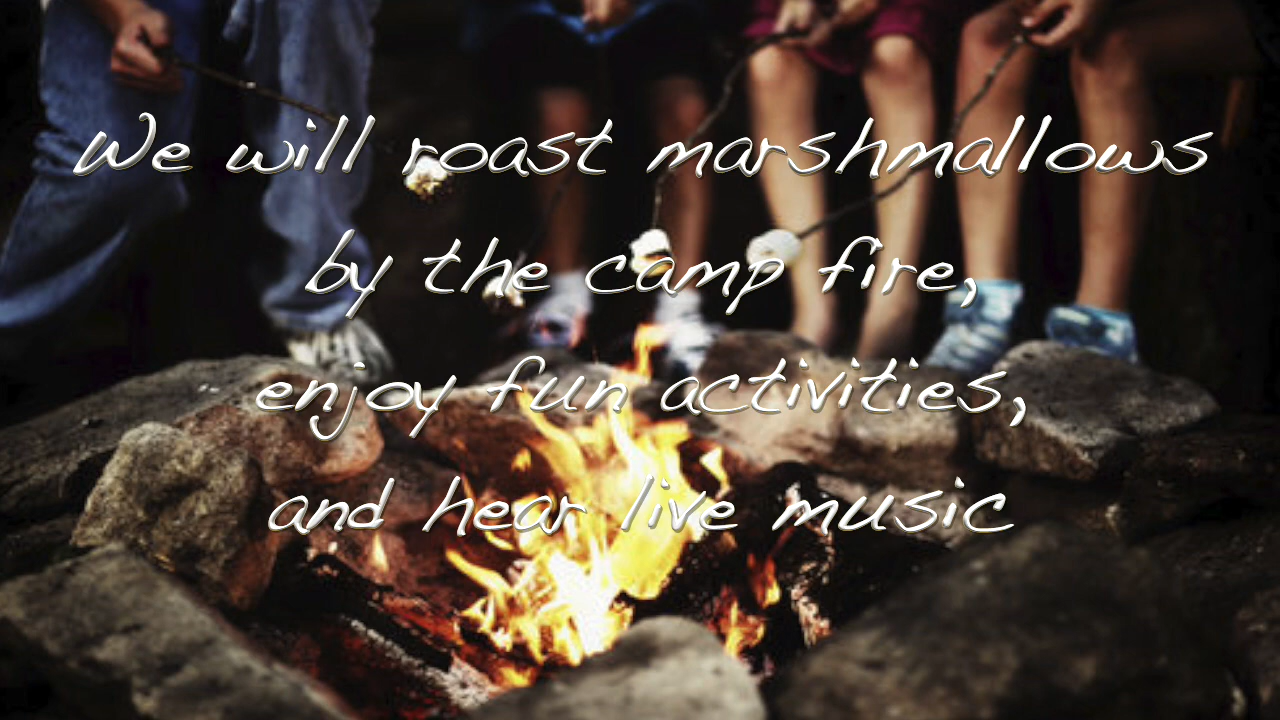 We will roast marshmallows
by the camp fire,
enjoy fun activities,
and hear live music